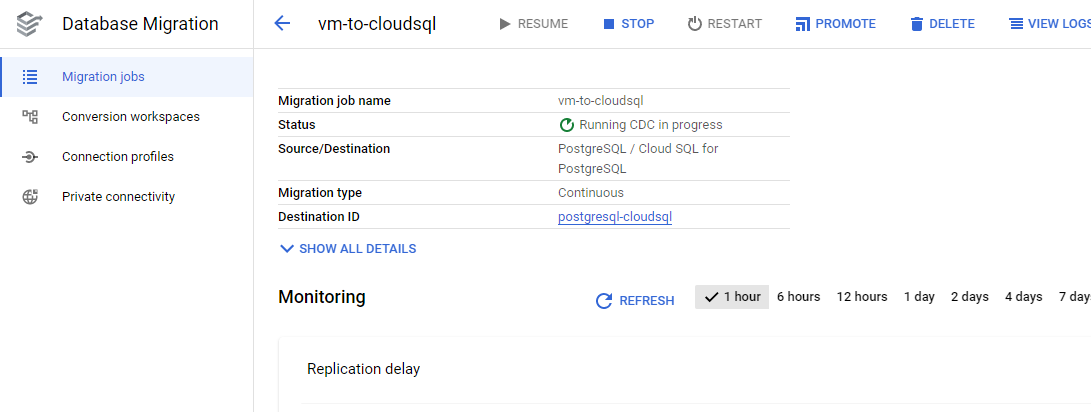 Database Migration
vm-to-cloudsql
RESUME
STOP
RESTART
PROMOTE
DELETE
VIEW LOGS
Migration jobs
Conversion workspaces
Connection profiles
Private connectivity
Migration job name vm-to-cloudsql
Status Running CDC in progress
Source/Destination PostgreSQL / Cloud SQL for
PostgreSQL
Migration type Continuous
Destination ID postgresql-cloudsql
SHOW ALL DETAILS
Monitoring
REFRESH
1 hour 6 hours 12 hours 1 day 2 days 4 days 7 day
Replication delay